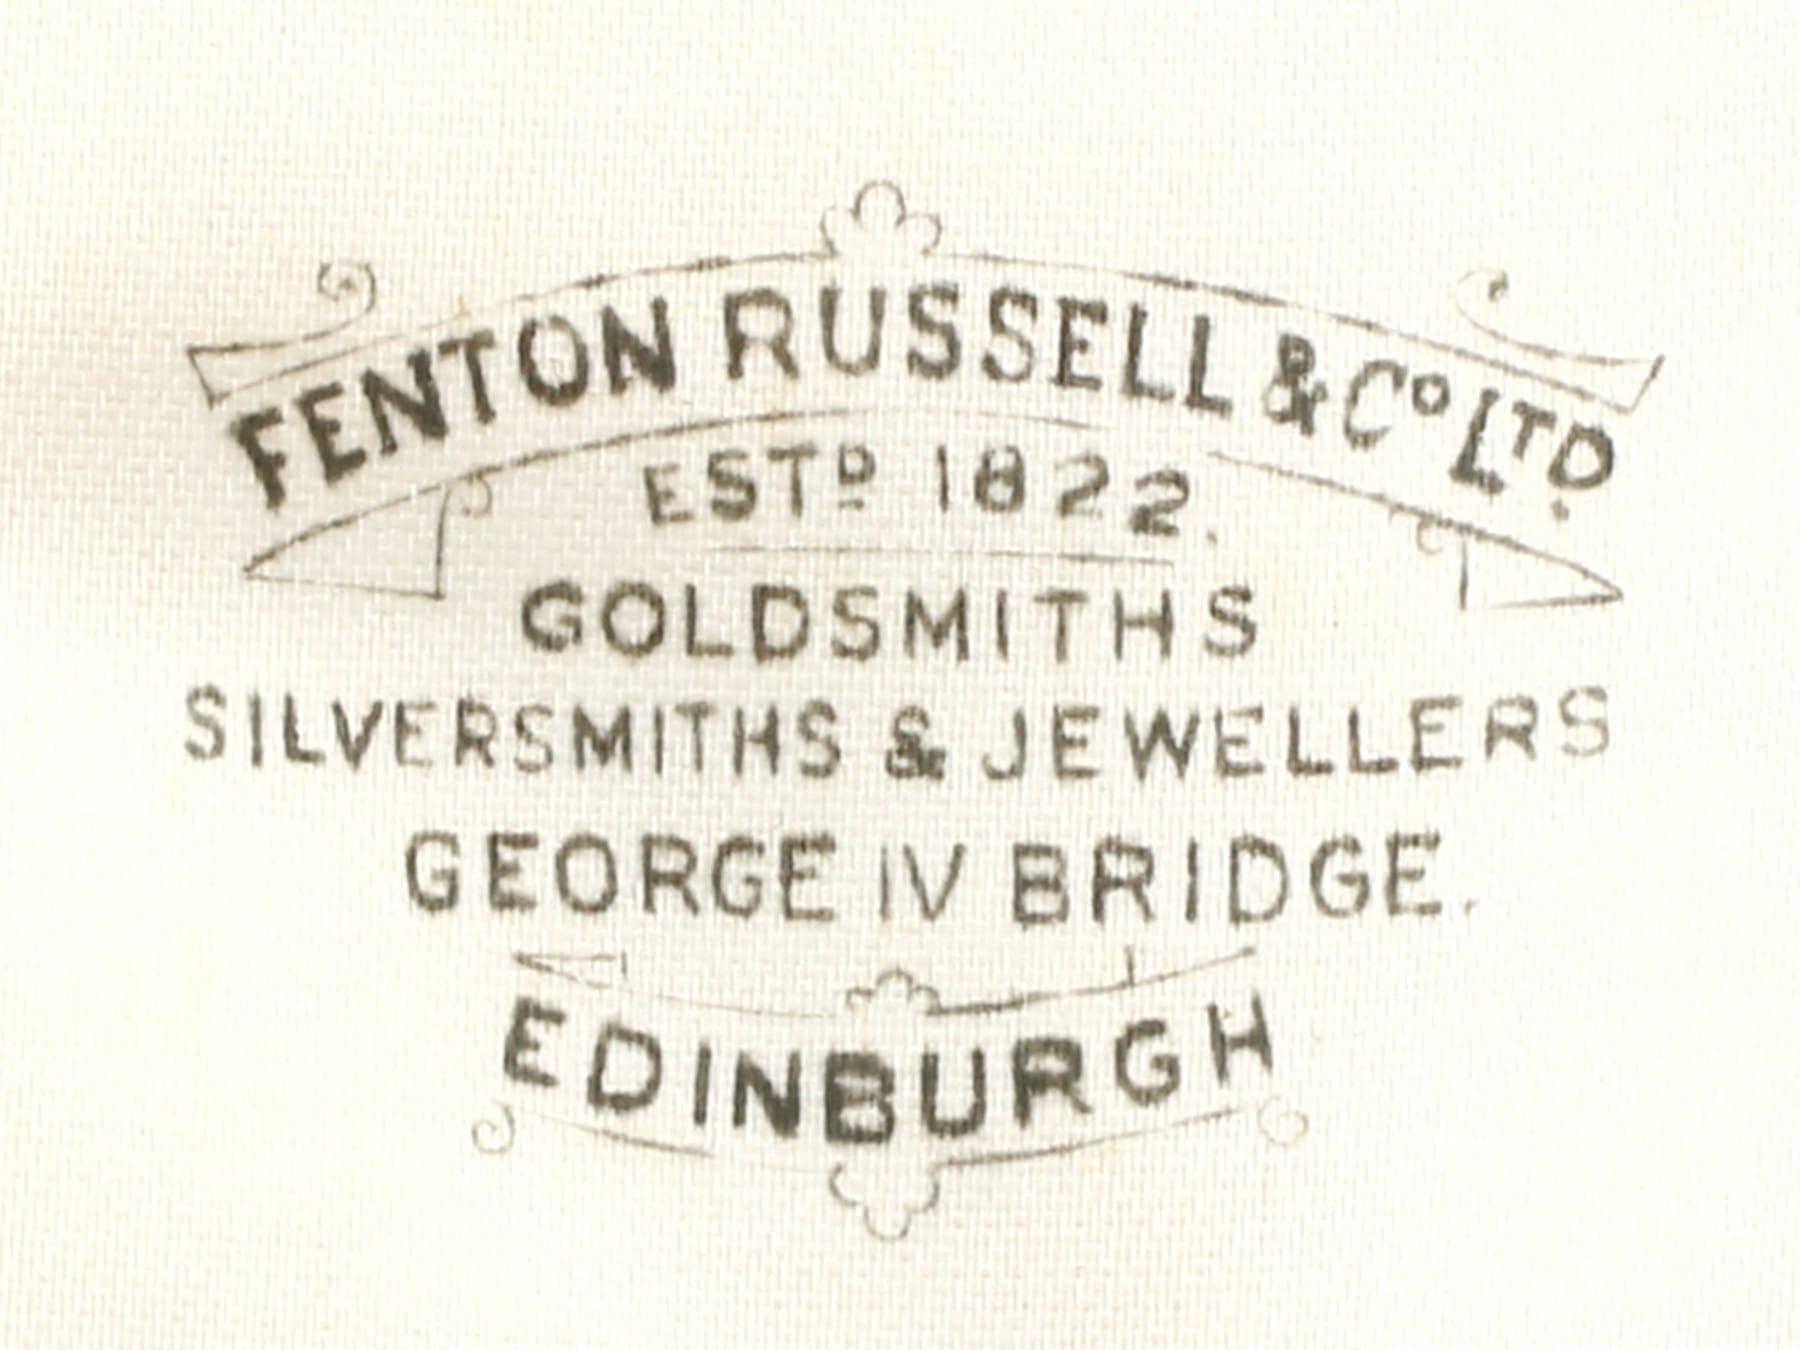 FENTON RUSSELL & Cº LTD.
ESTD 1822.
GOLDSMITHS
SILVERSMITHS & JEWELLERS
GEORGE IV BRIDGE.
EDINBURGH